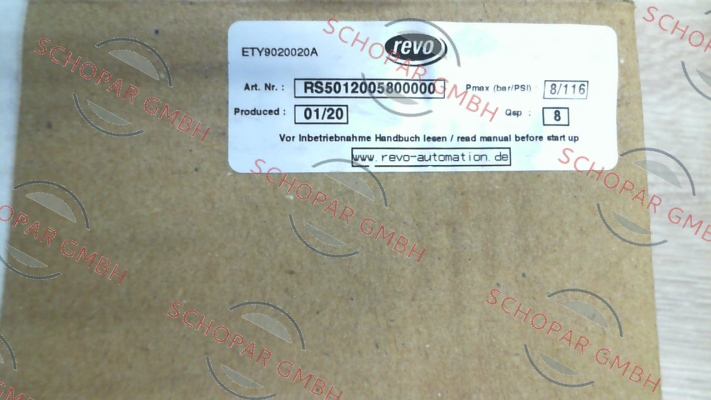 revo
ETY9020020A
Art. Nr. : RS5012005800000 Pmax (bar/PSI) : 8/116
Produced : 01/20 Qsp : 8
Vor Inbetriebnahme Handbuch lesen / read manual before start up
www.revo-automation.de
SCHOPAR GMBH
SCHOPAR GMBH
SCHOPAR GMBH
SCHOPAR GMBH
SCHOPAR GMBH
SCHOPAR GMBH
SCHOPAR GMBH
SCHOPAR GMBH